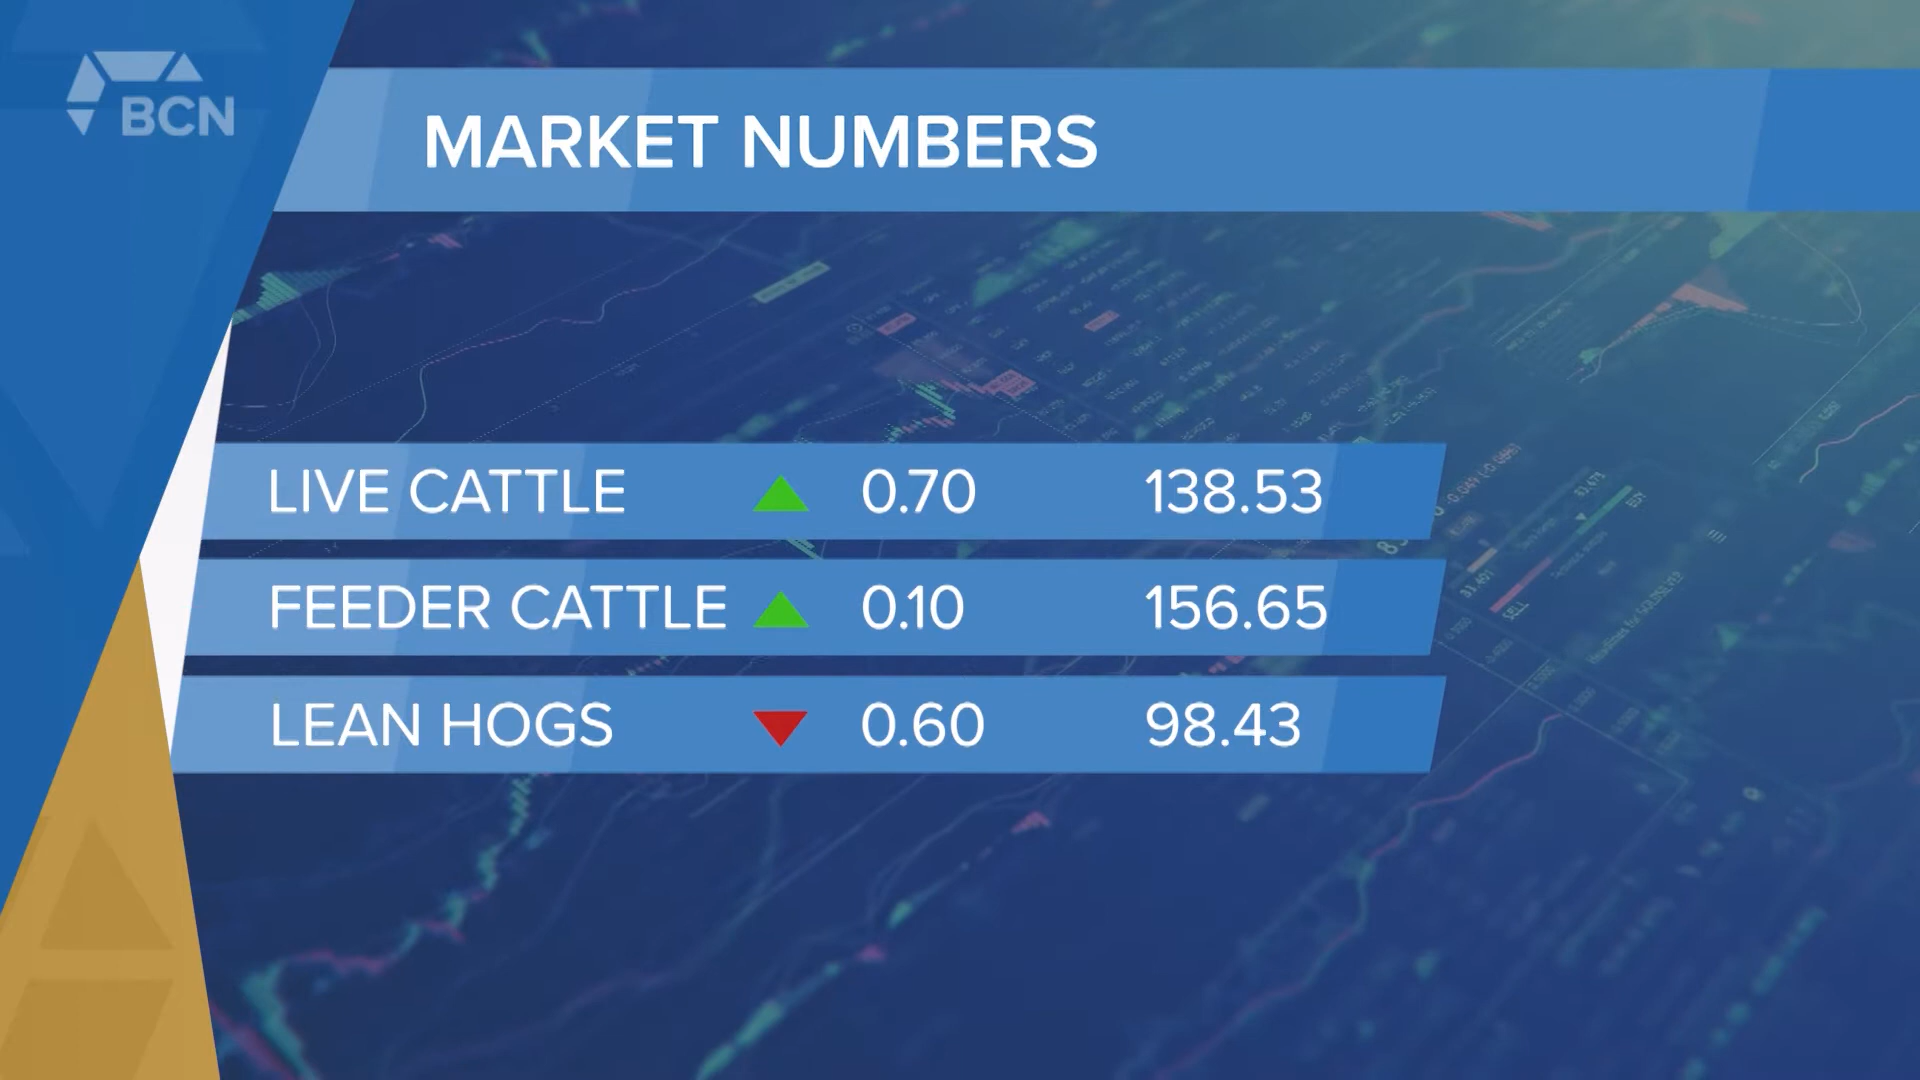 BCN
MARKET NUMBERS
LIVE CATTLE 0.70 138.53
FEEDER CATTLE 0.10 156.65
LEAN HOGS 0.60 98.43
SELL